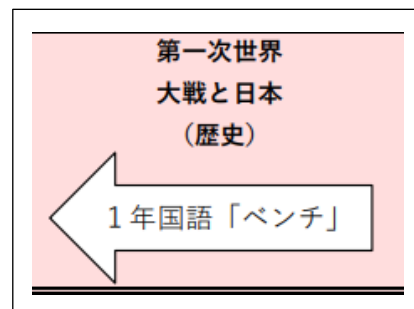 第一次世界
大戦と日本
（歴史）
１年国語「ベンチ」